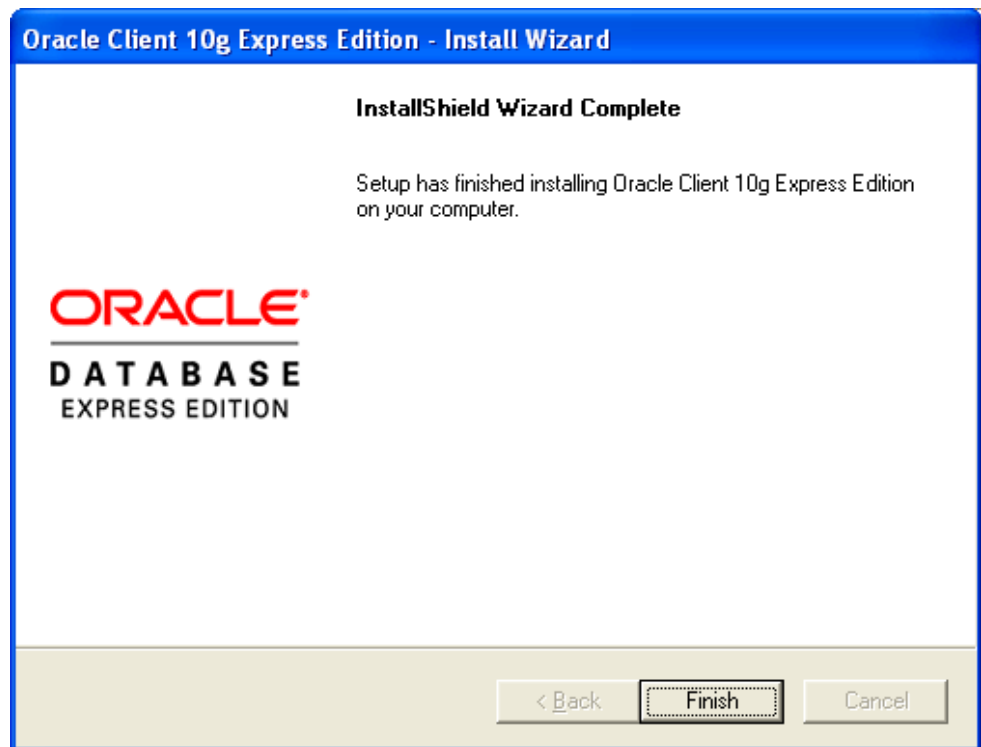 Oracle Client 10g Express Edition - Install Wizard
InstallShield Wizard Complete
Setup has finished installing Oracle Client 10g Express Edition
on your computer.
ORACLE
DATABASE
EXPRESS EDITION
< Back
Finish
Cancel